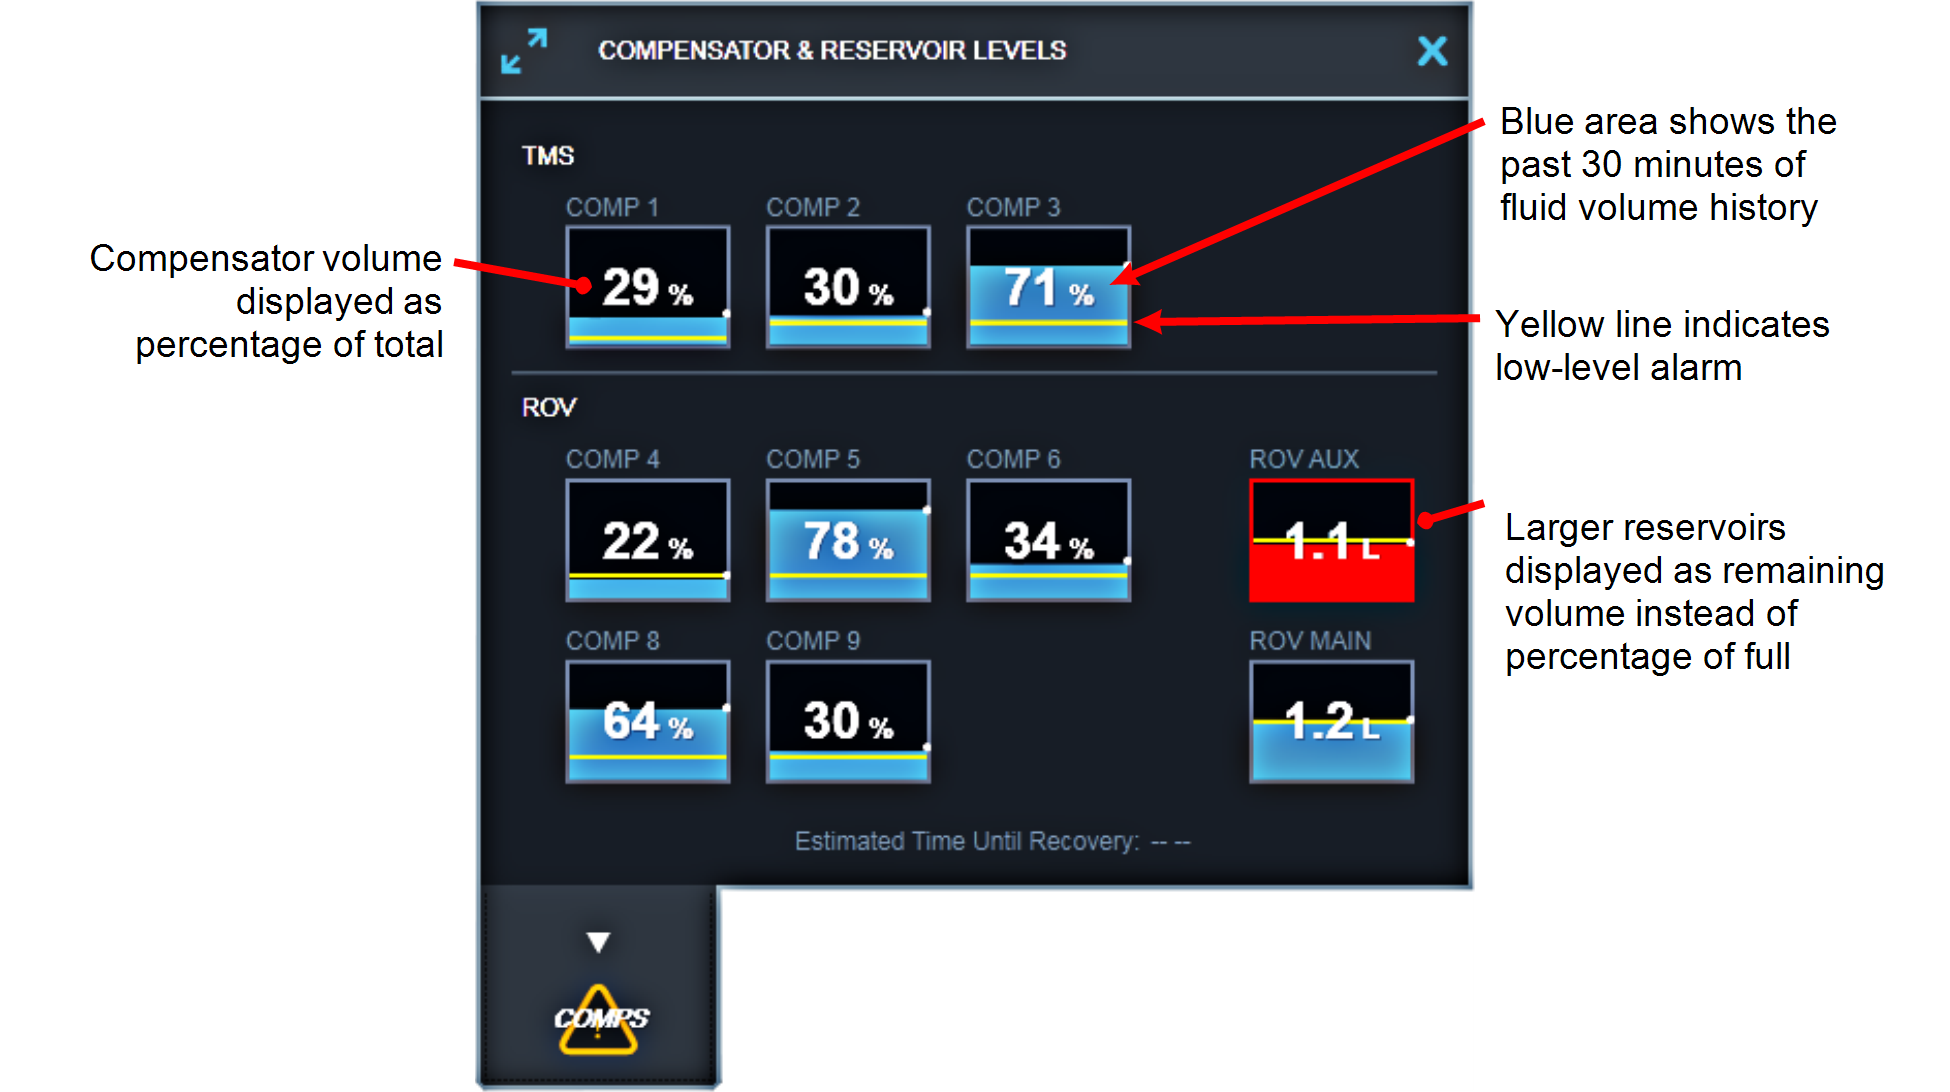 COMPENSATOR & RESERVOIR LEVELS
X
TMS
COMP 1
COMP 2
COMP 3
29 %
30 %
71 %
ROV
COMP 4
COMP 5
COMP 6
ROV AUX
22 %
78 %
34 %
1.1 L
COMP 8
COMP 9
ROV MAIN
64 %
30 %
1.2 L
Estimated Time Until Recovery: -- --
COMPS
Compensator volume
displayed as
percentage of total
Blue area shows the
past 30 minutes of
fluid volume history
Yellow line indicates
low-level alarm
Larger reservoirs
displayed as remaining
volume instead of
percentage of full